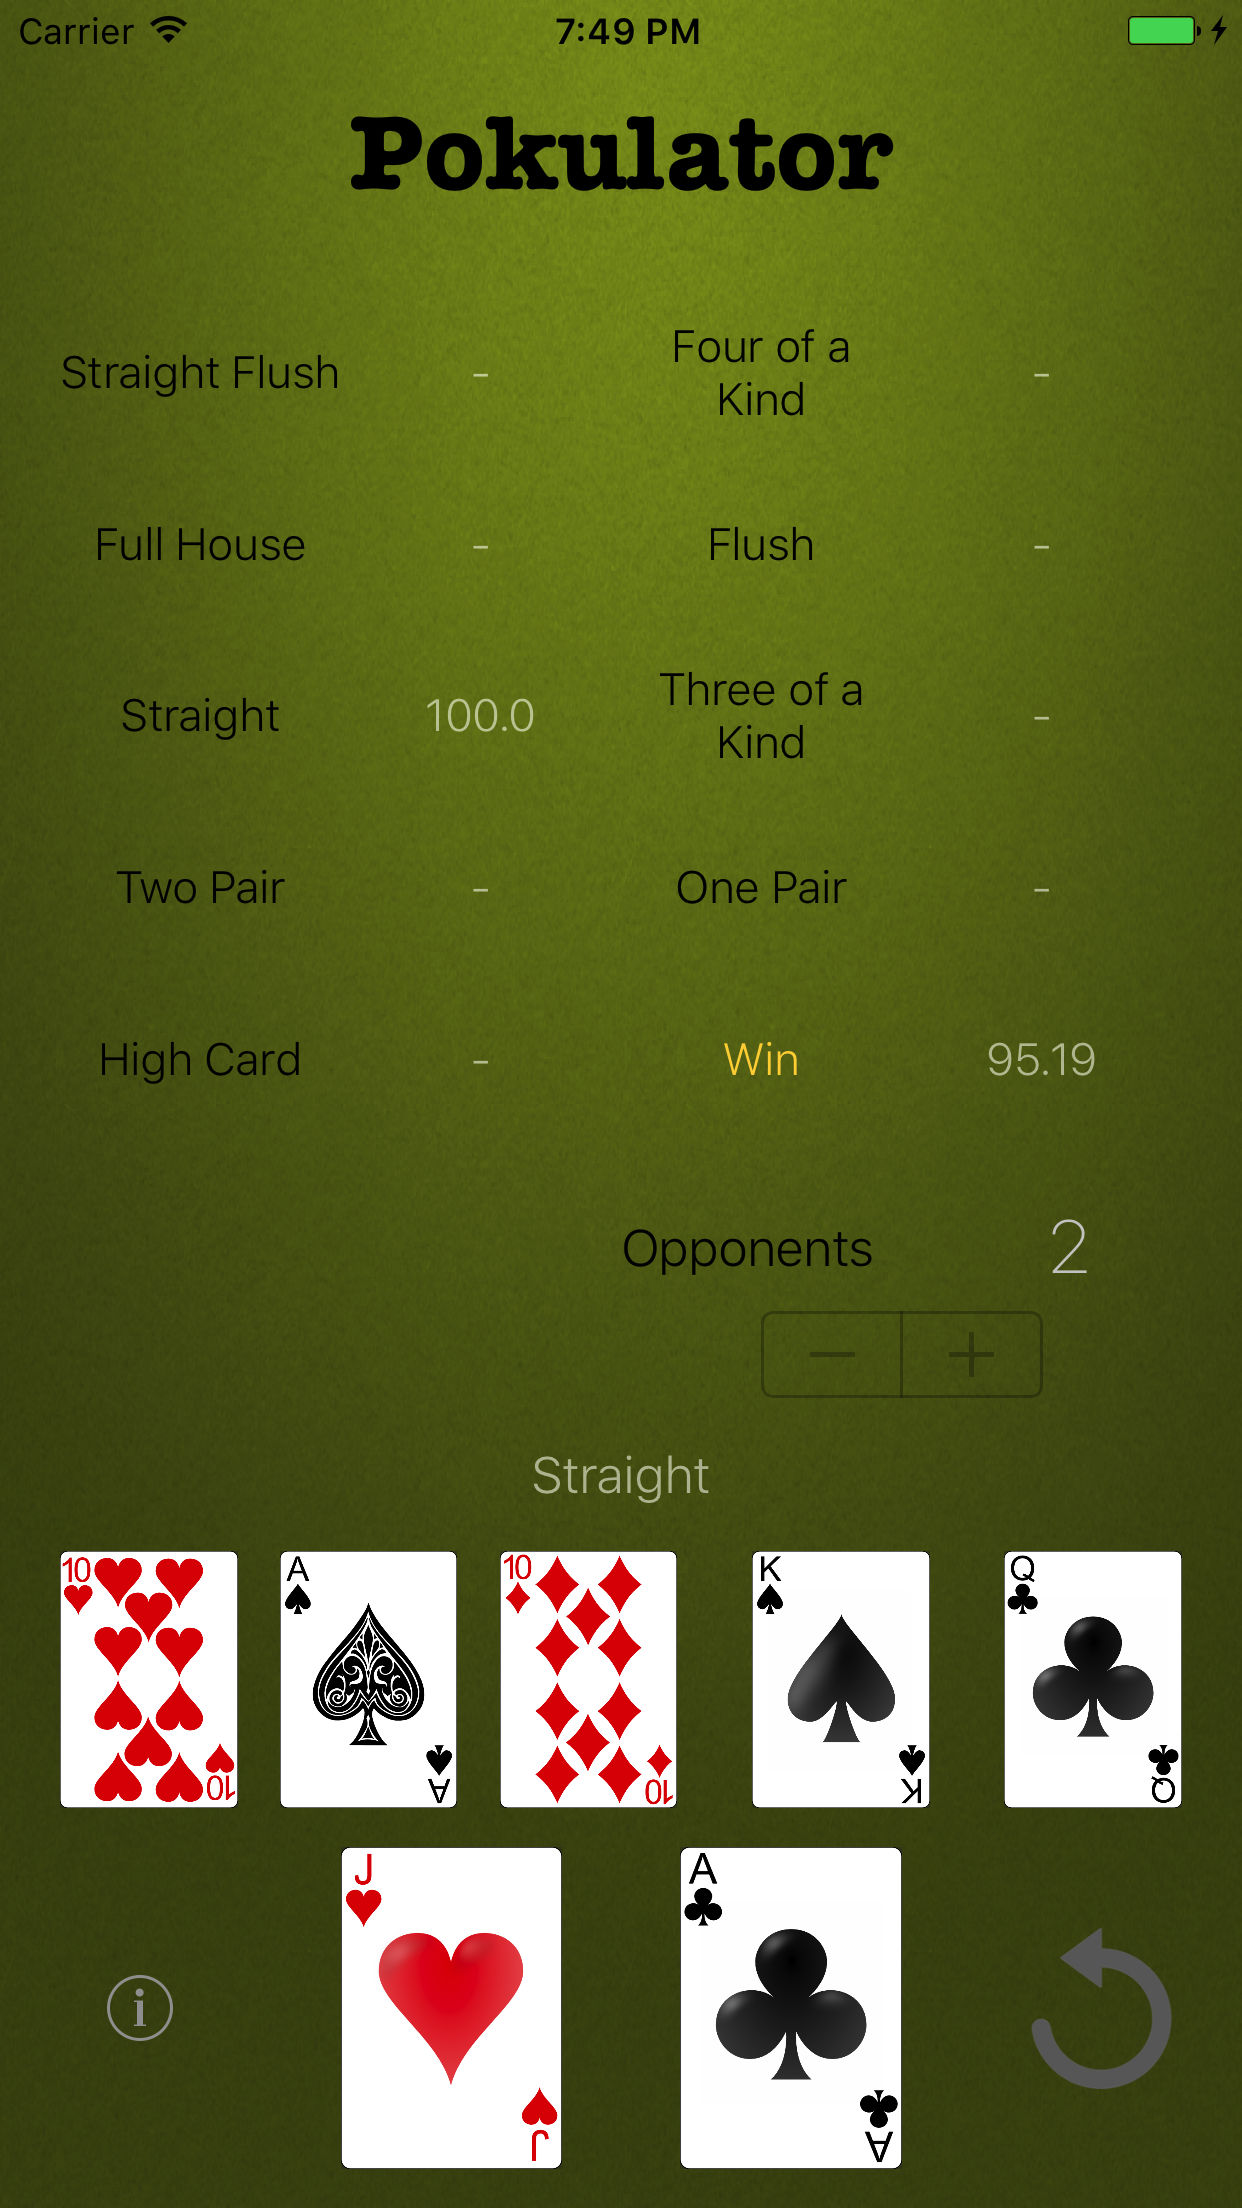 Carrier 7:49 PM
Pokulator
Straight Flush - Four of a Kind -
Full House - Flush -
Straight 100.0 Three of a Kind -
Two Pair - One Pair -
High Card - Win 95.19
Opponents 2
− +
Straight
10 A 10 K Q
10 A 10 K Q
J A
i
J A